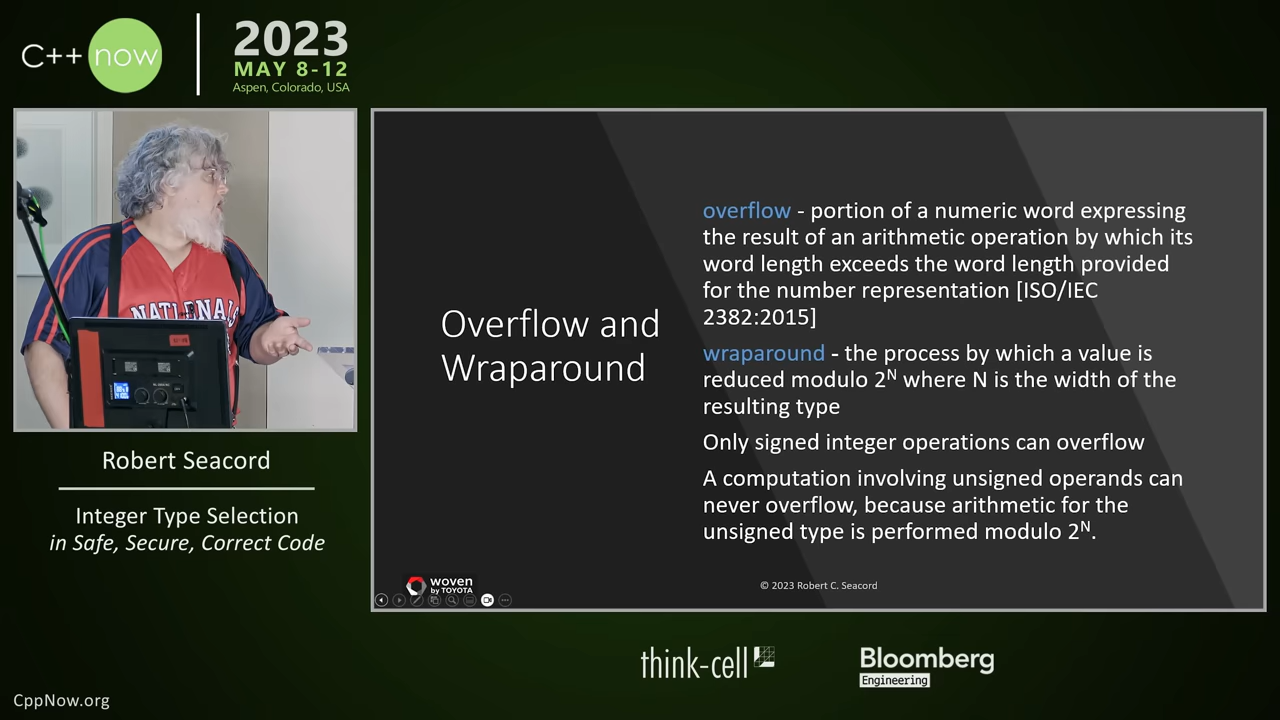 C++ now
2023
MAY 8-12
Aspen, Colorado, USA
NATIONALS
Robert Seacord
Integer Type Selection
in Safe, Secure, Correct Code
Overflow and
Wraparound
overflow - portion of a numeric word expressing
the result of an arithmetic operation by which its
word length exceeds the word length provided
for the number representation [ISO/IEC
2382:2015]
wraparound - the process by which a value is
reduced modulo 2ᴺ where N is the width of the
resulting type
Only signed integer operations can overflow
A computation involving unsigned operands can
never overflow, because arithmetic for the
unsigned type is performed modulo 2ᴺ.
woven
by TOYOTA
© 2023 Robert C. Seacord
think-cell
Bloomberg
Engineering
CppNow.org